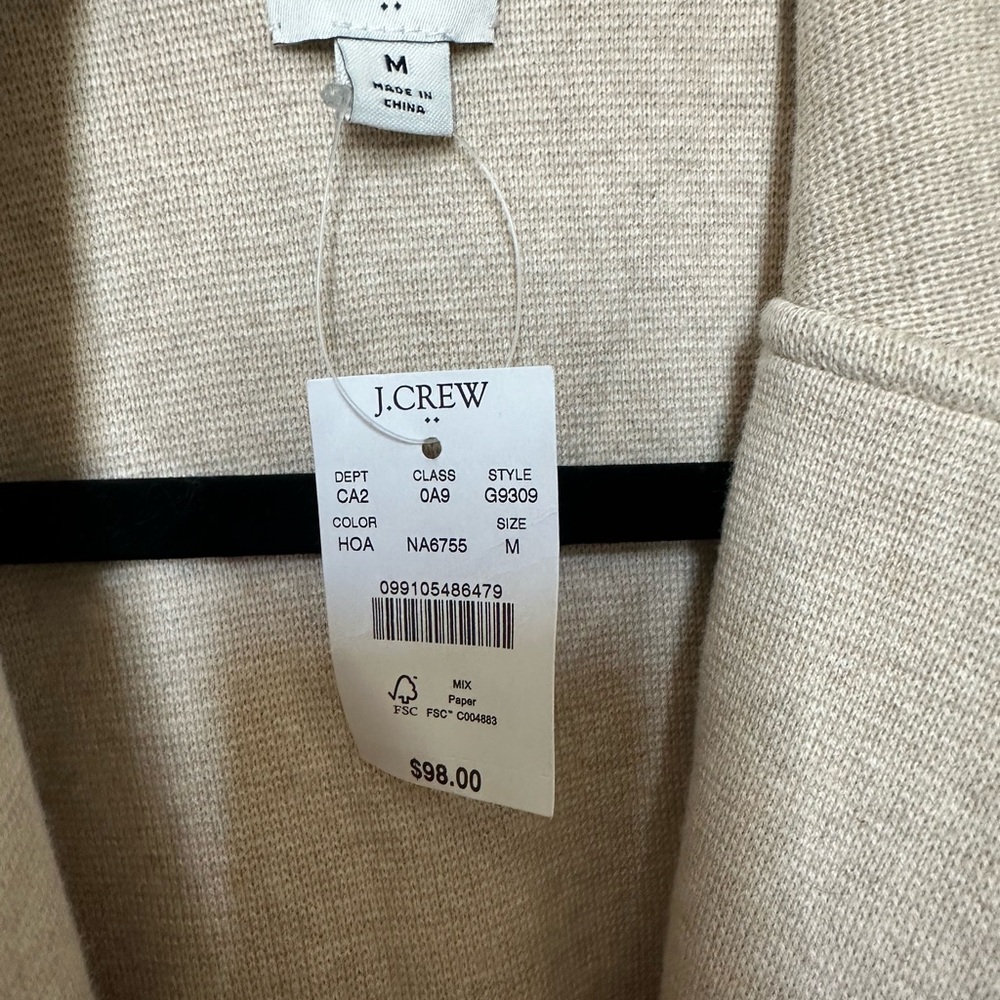 M
MADE IN
CHINA
J.CREW
DEPT CLASS STYLE
CA2 0A9 G9309
COLOR SIZE
HOA NA6755 M
099105486479
MIX
Paper
FSC FSC™ C004883
$98.00